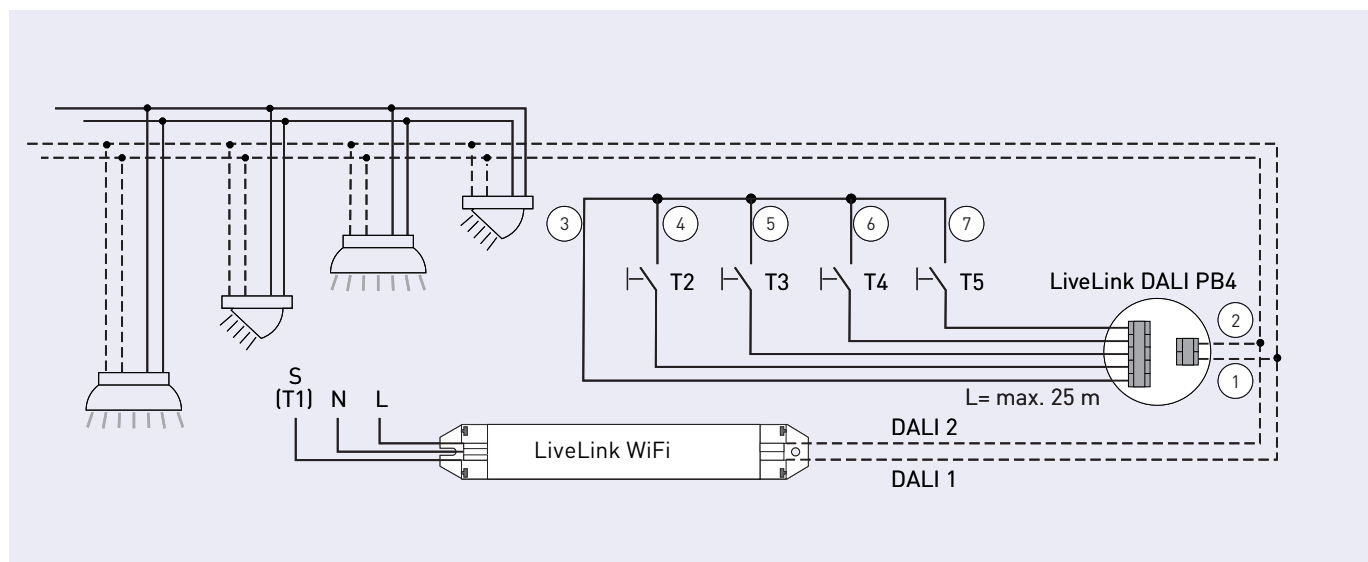 3
4
5
6
7
T2
T3
T4
T5
LiveLink DALI PB4
2
1
L= max. 25 m
S
(T1)
N
L
DALI 2
LiveLink WiFi
DALI 1